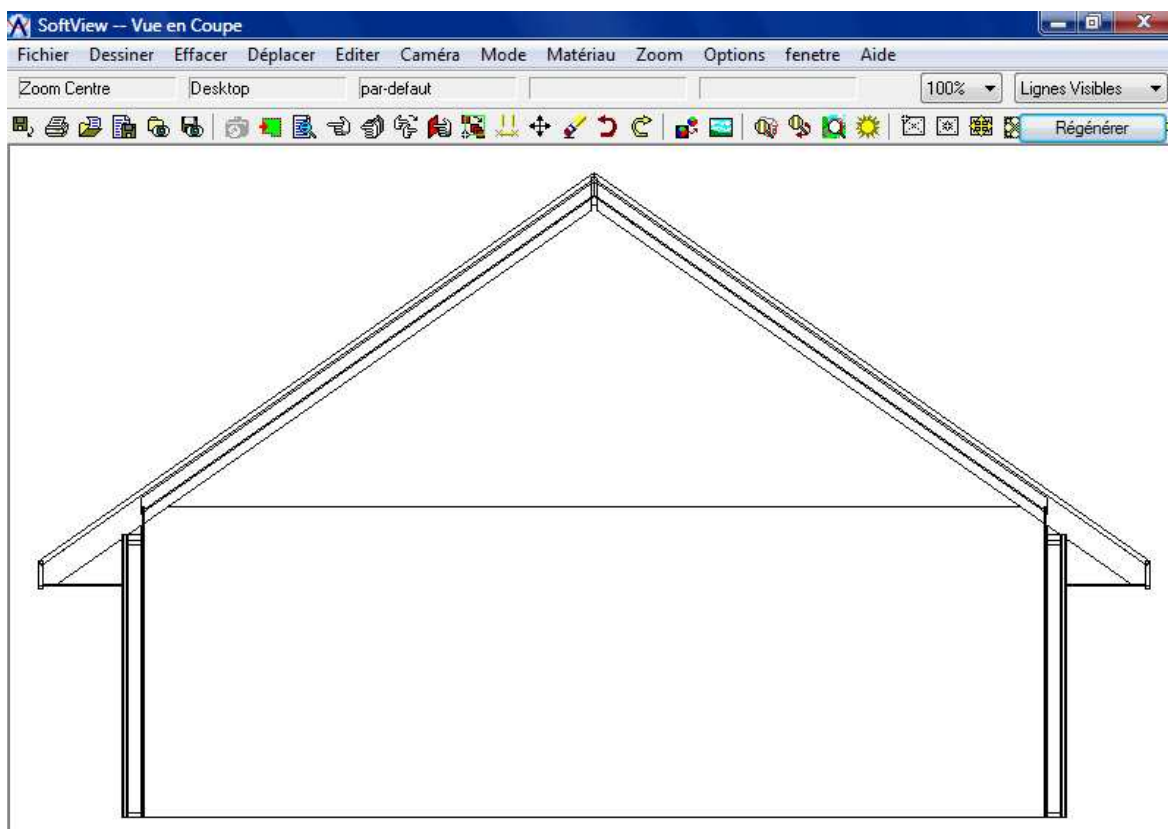 SoftView -- Vue en Coupe
Fichier Dessiner Effacer Déplacer Editer Caméra Mode Matériau Zoom Options fenetre Aide
Zoom Centre Desktop par-defaut 100% Lignes Visibles
Régénérer